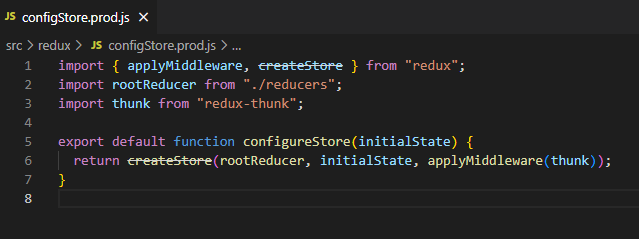 JS configStore.prod.js ×
src > redux > JS configStore.prod.js > ...
1 import { applyMiddleware, createStore } from "redux";
2 import rootReducer from "./reducers";
3 import thunk from "redux-thunk";
4
5 export default function configureStore(initialState) {
6   return createStore(rootReducer, initialState, applyMiddleware(thunk));
7 }
8